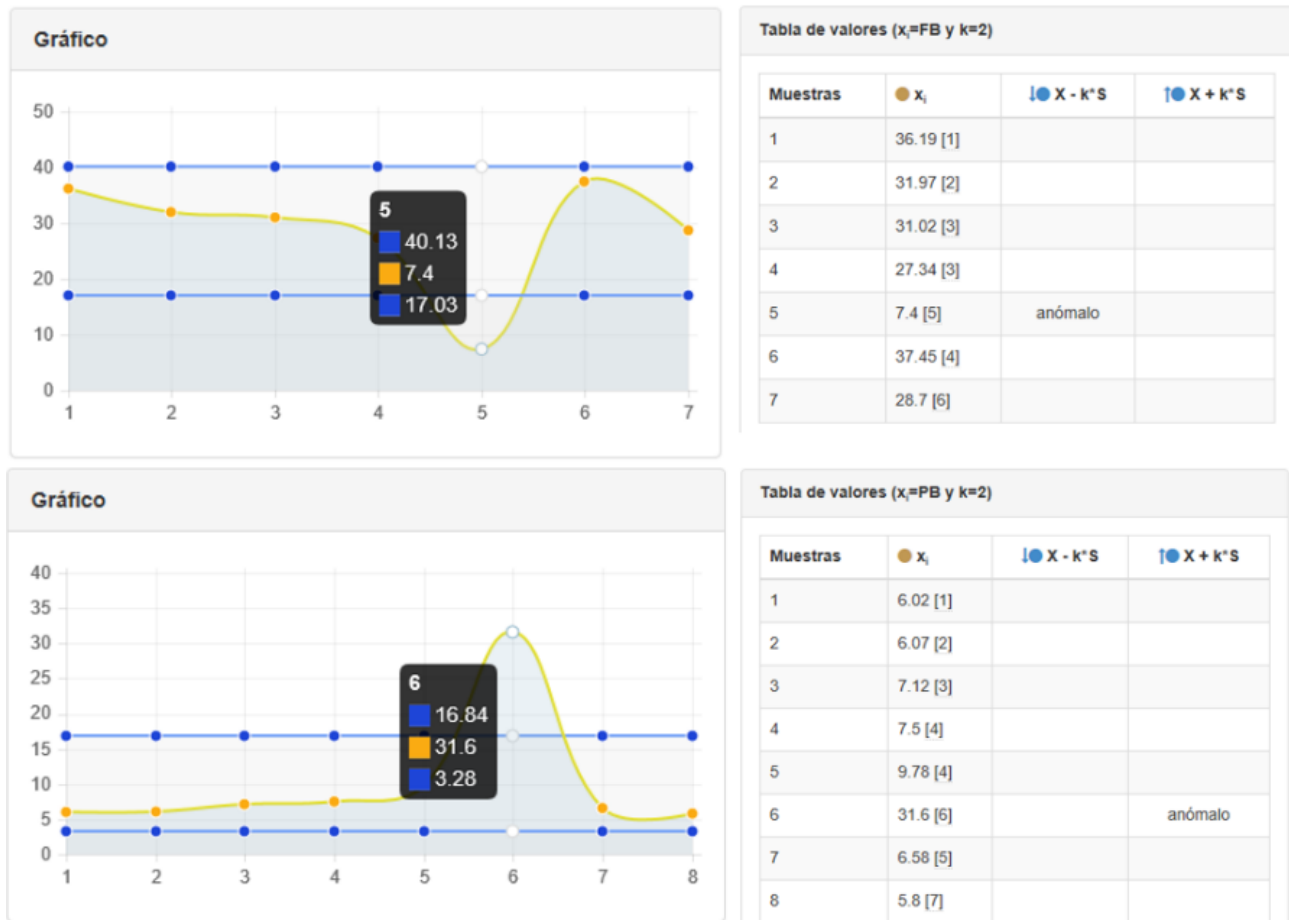 Gráfico
50
40
30
20
10
0
1 2 3 4 5 6 7
5
40.13
7.4
17.03
Tabla de valores (xᵢ=FB y k=2)
Muestras xᵢ X - k*S X + k*S
1 36.19 [1]
2 31.97 [2]
3 31.02 [3]
4 27.34 [3]
5 7.4 [5] anómalo
6 37.45 [4]
7 28.7 [6]
Gráfico
40
35
30
25
20
15
10
5
0
1 2 3 4 5 6 7 8
6
16.84
31.6
3.28
Tabla de valores (xᵢ=PB y k=2)
Muestras xᵢ X - k*S X + k*S
1 6.02 [1]
2 6.07 [2]
3 7.12 [3]
4 7.5 [4]
5 9.78 [4]
6 31.6 [6] anómalo
7 6.58 [5]
8 5.8 [7]